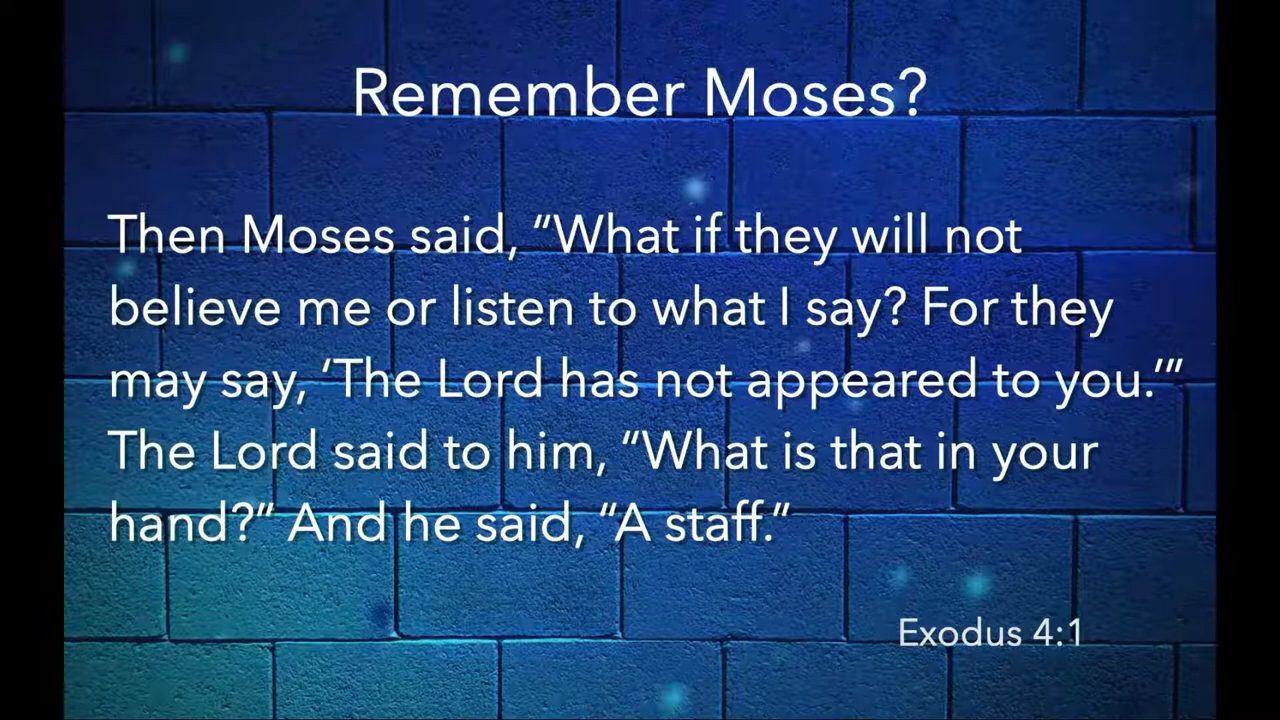 Remember Moses?
Then Moses said, “What if they will not
believe me or listen to what I say? For they
may say, ‘The Lord has not appeared to you.’”
The Lord said to him, “What is that in your
hand?” And he said, “A staff.”
Exodus 4:1